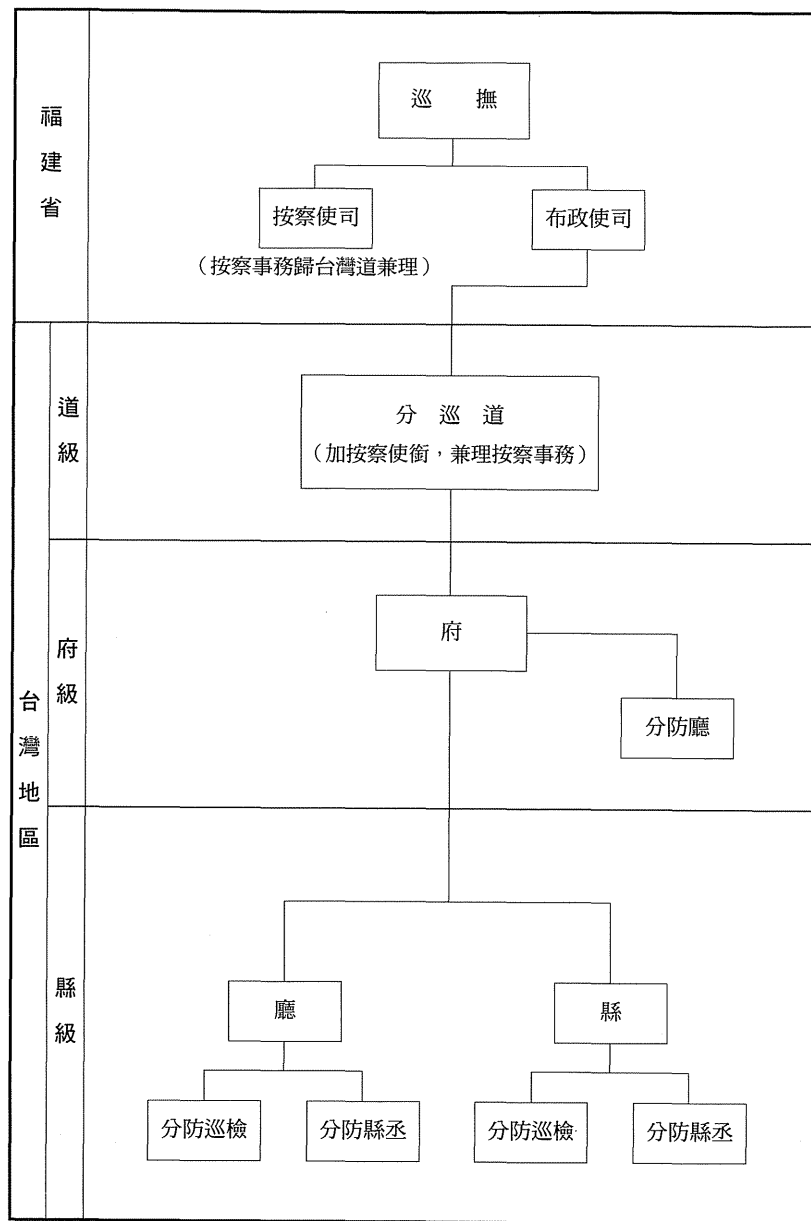 福建省
巡撫
按察使司
布政使司
（按察事務歸台灣道兼理）
台灣地區
道級
分巡道
（加按察使銜，兼理按察事務）
府級
府
分防廳
縣級
廳
縣
分防巡檢
分防縣丞
分防巡檢
分防縣丞